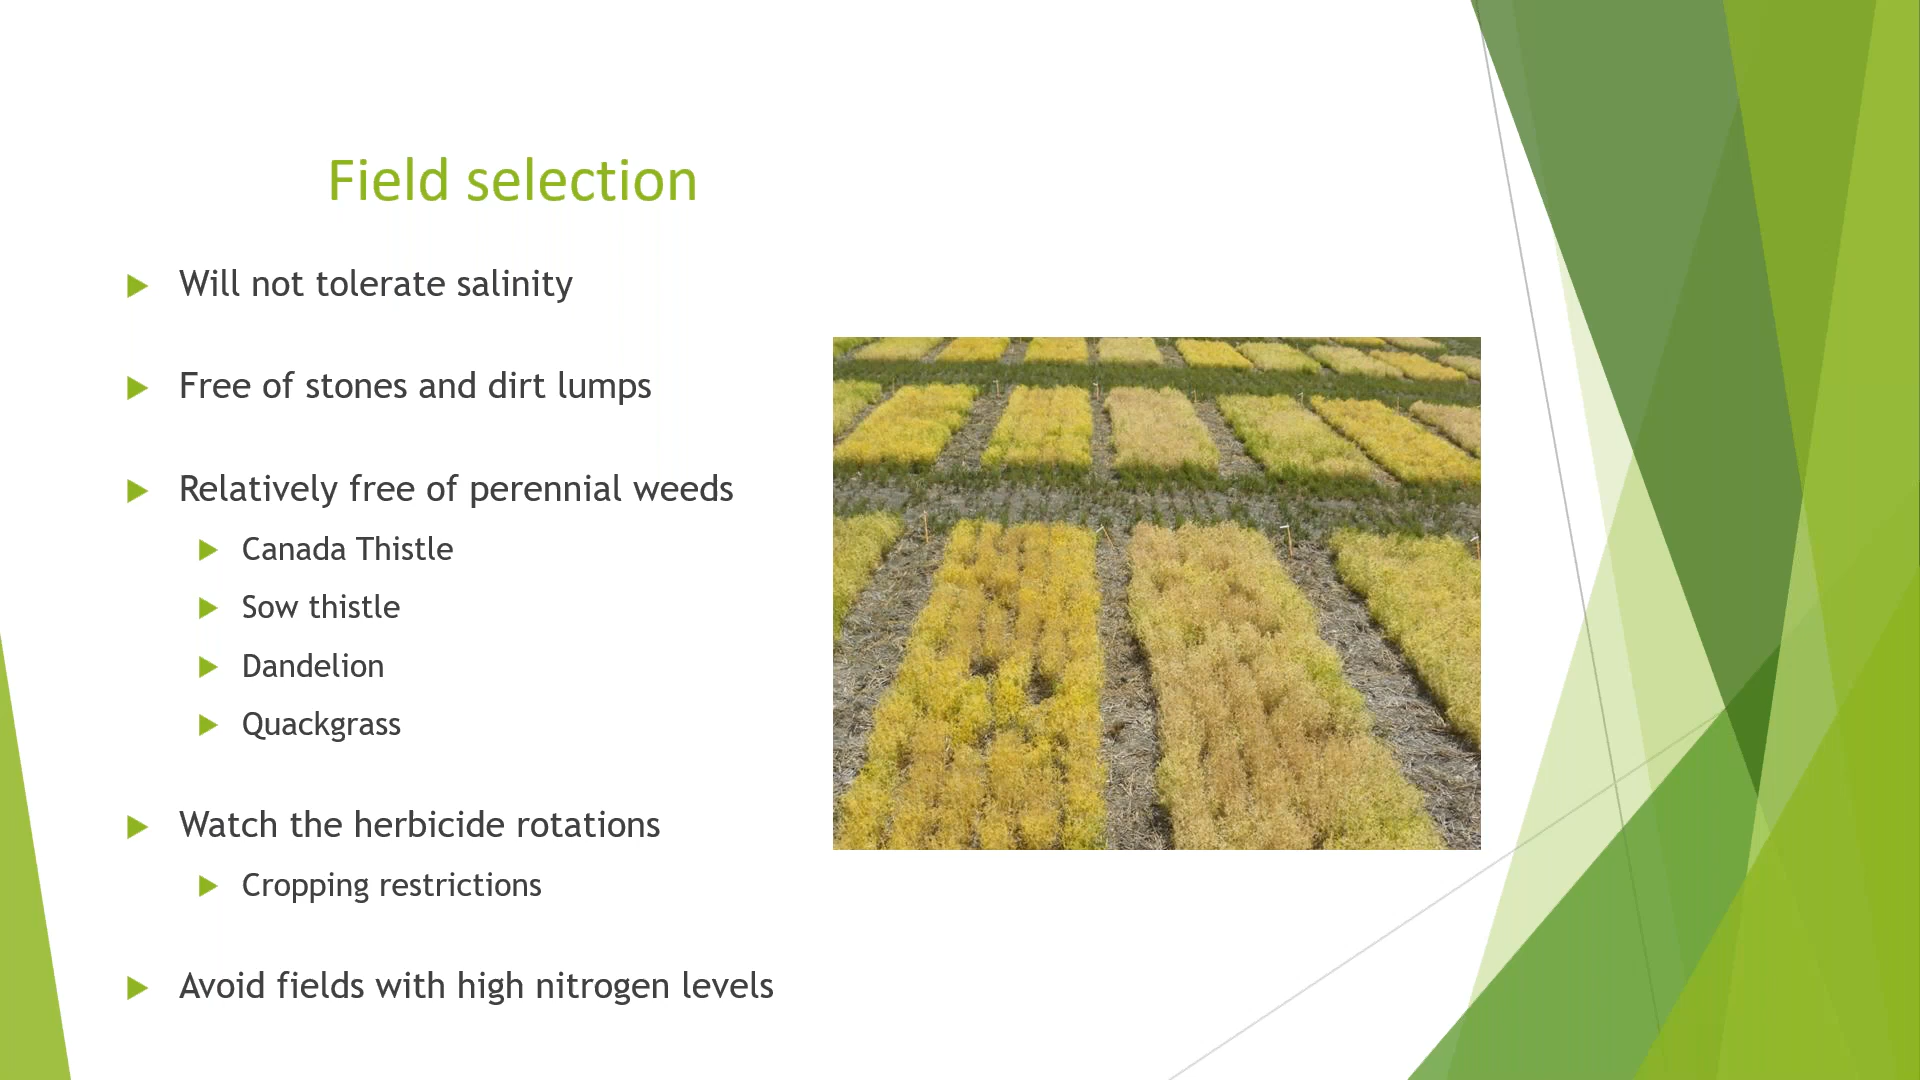 Field selection
Will not tolerate salinity
Free of stones and dirt lumps
Relatively free of perennial weeds
Canada Thistle
Sow thistle
Dandelion
Quackgrass
Watch the herbicide rotations
Cropping restrictions
Avoid fields with high nitrogen levels